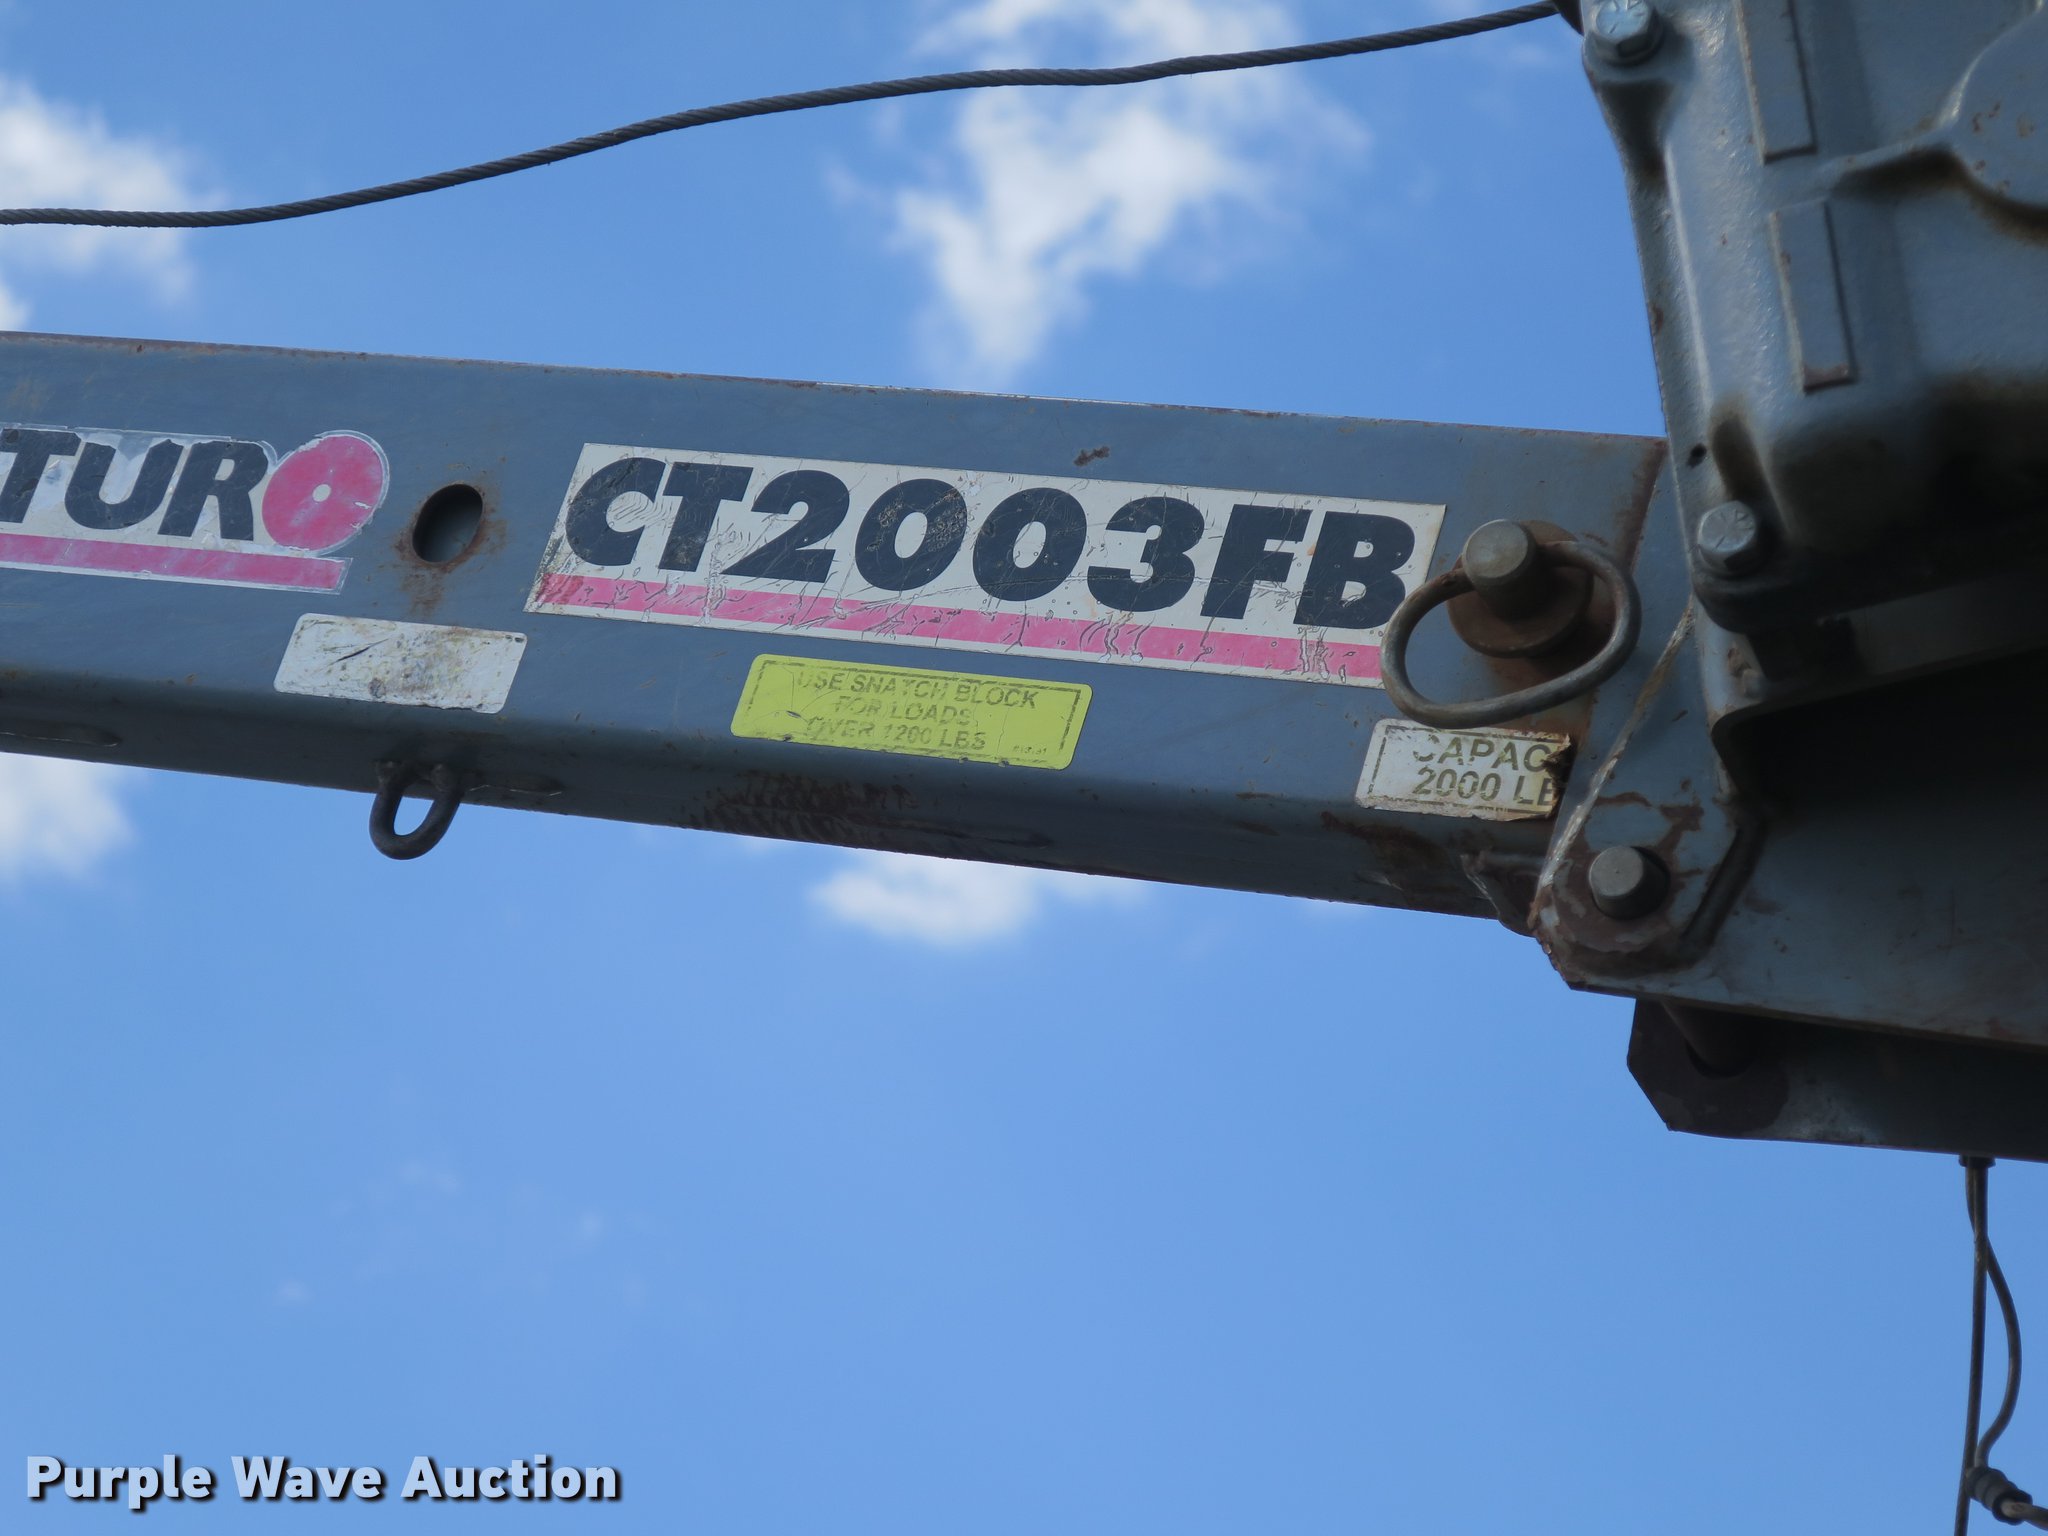 TURO
CT2003FB
USE SNATCH BLOCK
FOR LOADS
OVER 1200 LBS
CAPAC
2000 LB
Purple Wave Auction